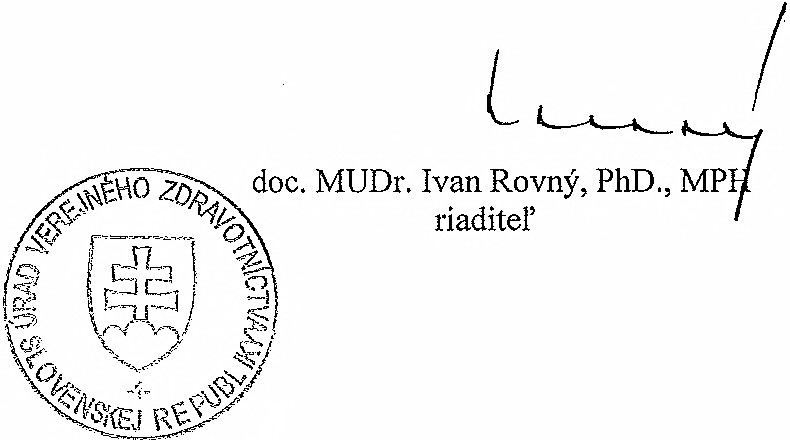 doc. MUDr. Ivan Rovný, PhD., MPH
riaditeľ
ÚRAD VEREJNÉHO ZDRAVOTNÍCTVA
SLOVENSKEJ REPUBLIKY